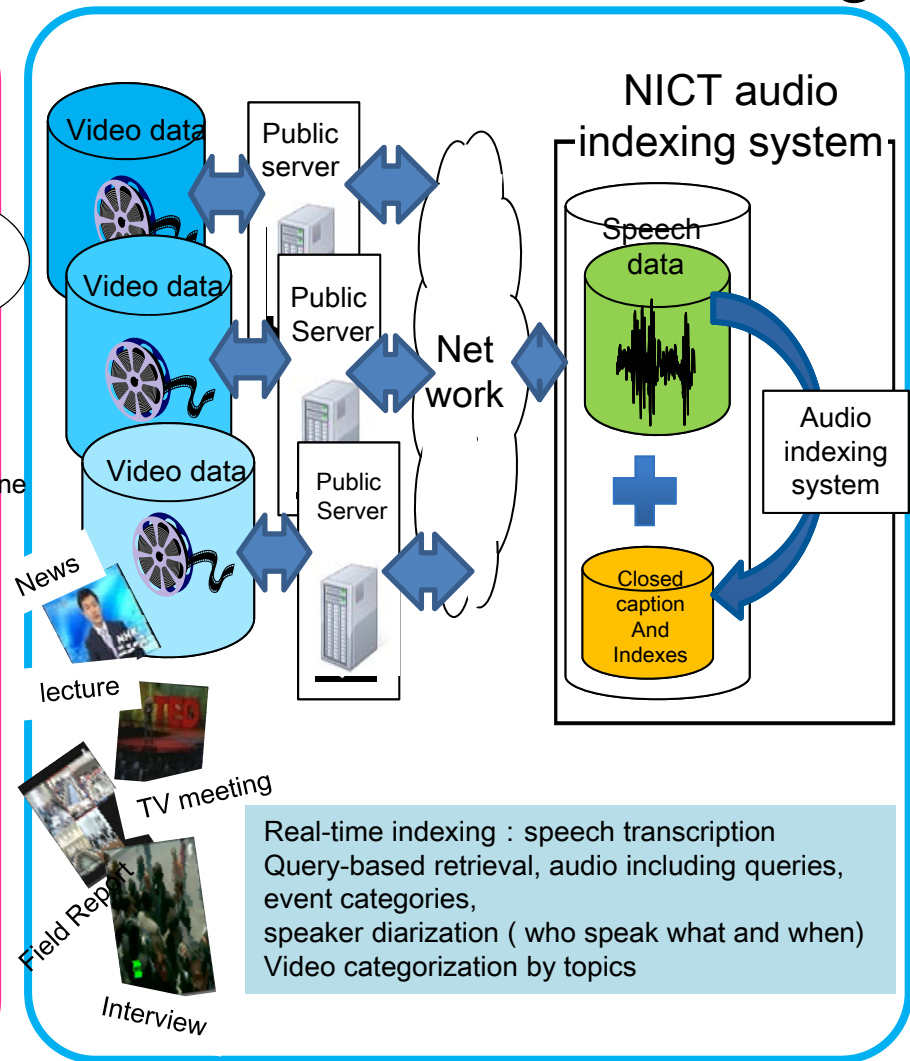 NICT audio
indexing system
Video data
Public
server
Video data
Public
Server
Video data
Public
Server
Net
work
Speech
data
Audio
indexing
system
Closed
caption
And
Indexes
ne
News
NHK
lecture
TED
TV meeting
Field Report
Interview
Real-time indexing : speech transcription
Query-based retrieval, audio including queries,
event categories,
speaker diarization ( who speak what and when)
Video categorization by topics